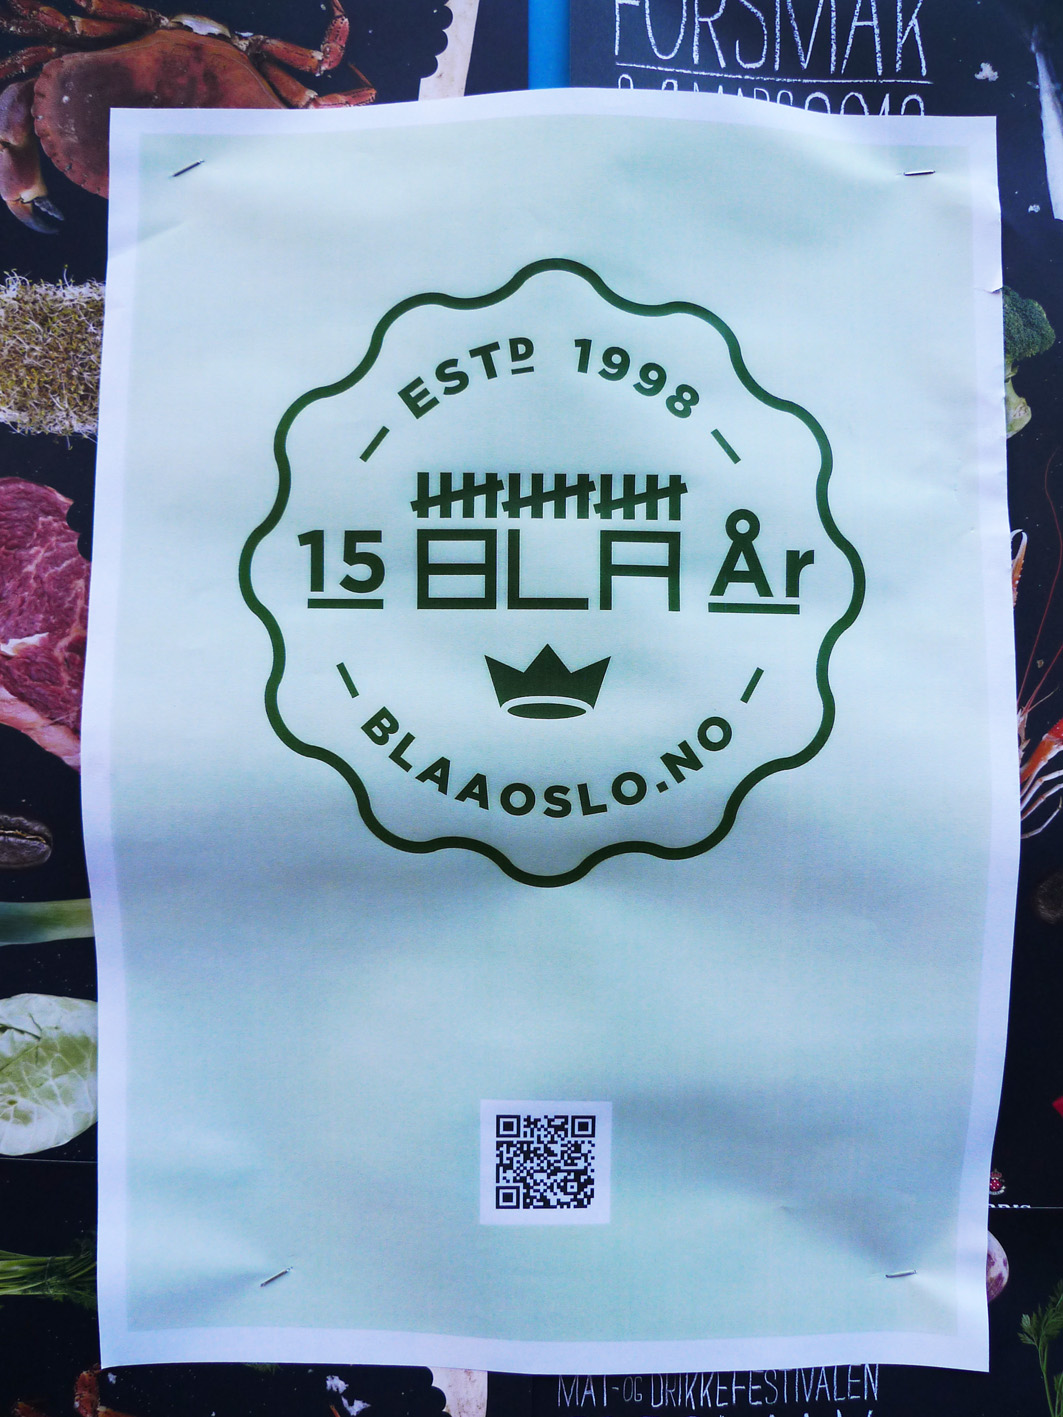 FORSMAK
ESTD 1998
15 BLA År
BLAAOSLO.NO
MAT-OG DRIKKEFESTIVALEN